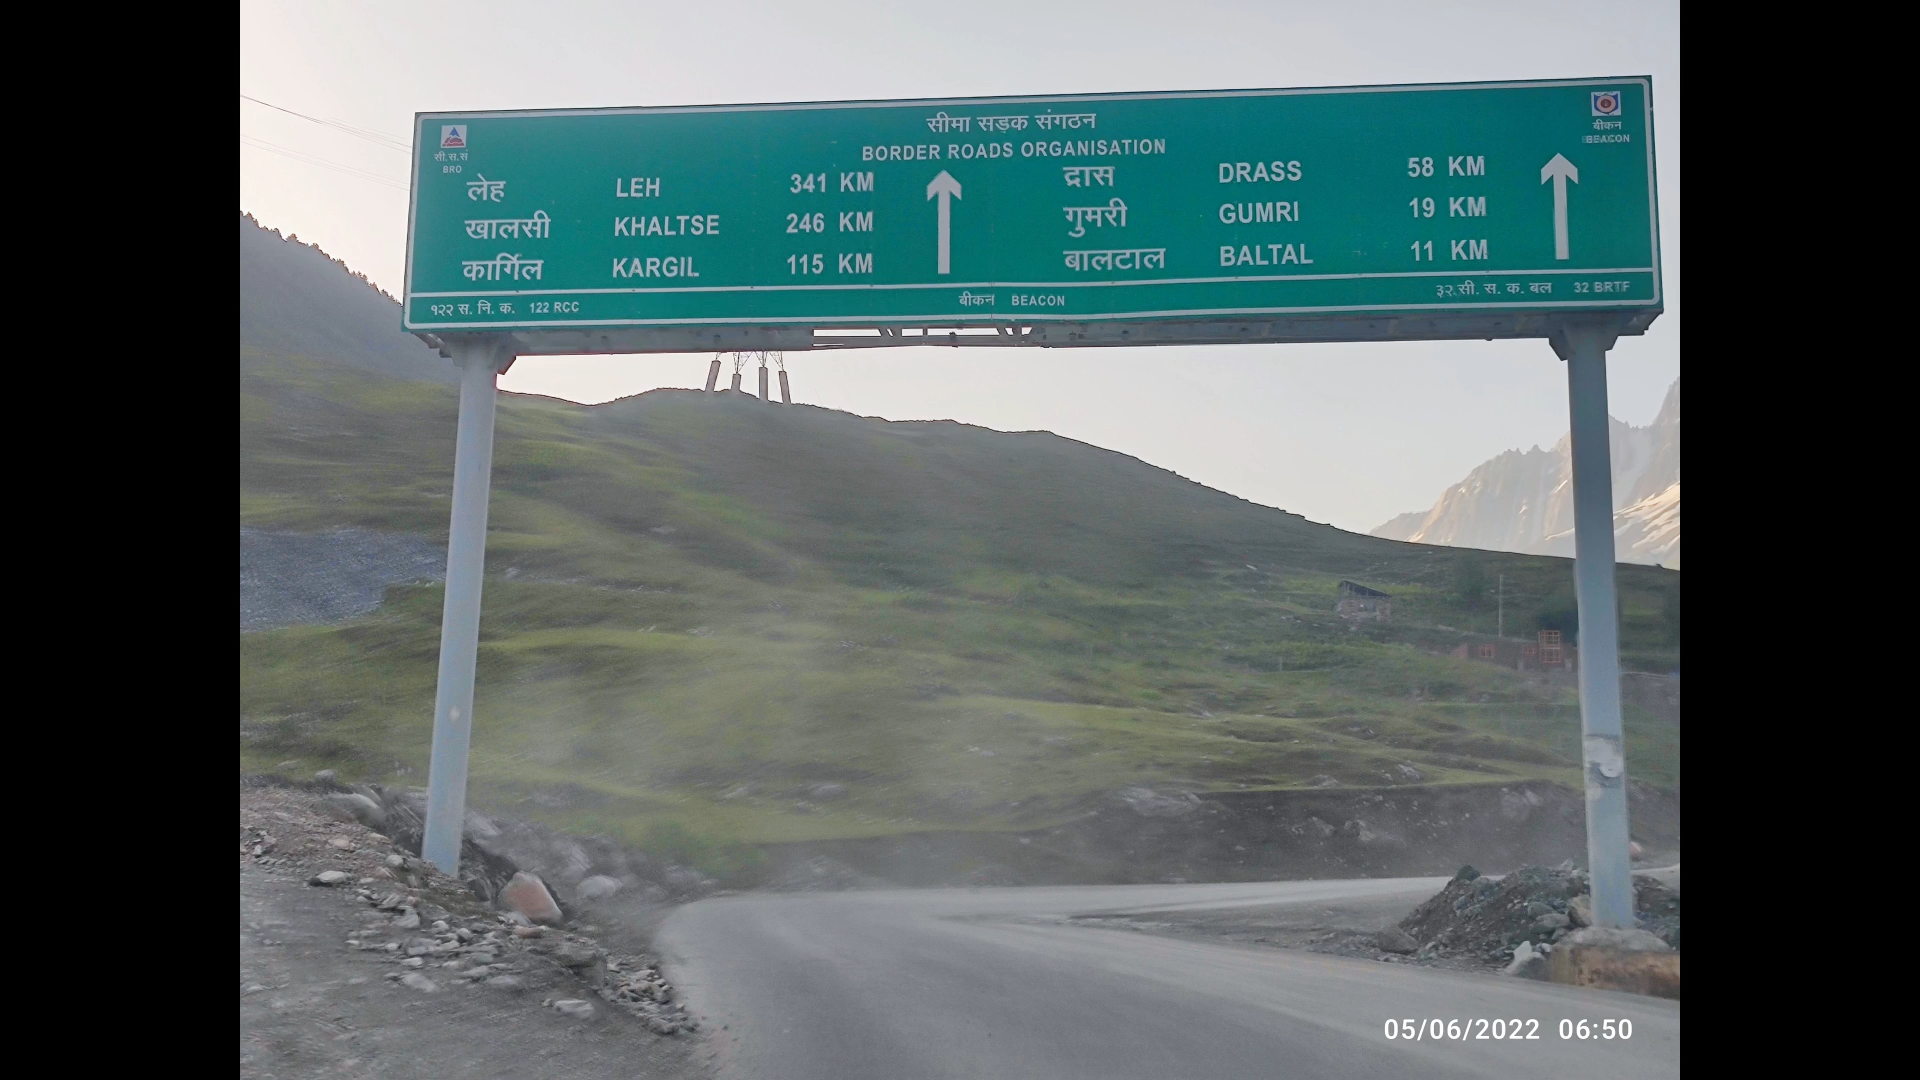 सीमा सड़क संगठन
BORDER ROADS ORGANISATION
सी.स.सं
BRO
बीकन
BEACON
लेह LEH 341 KM
खालसी KHALTSE 246 KM
कार्गिल KARGIL 115 KM
द्रास DRASS 58 KM
गुमरी GUMRI 19 KM
बालटाल BALTAL 11 KM
१२२ स. नि. क. 122 RCC
बीकन BEACON
३२ सी. स. क. बल 32 BRTF
05/06/2022 06:50